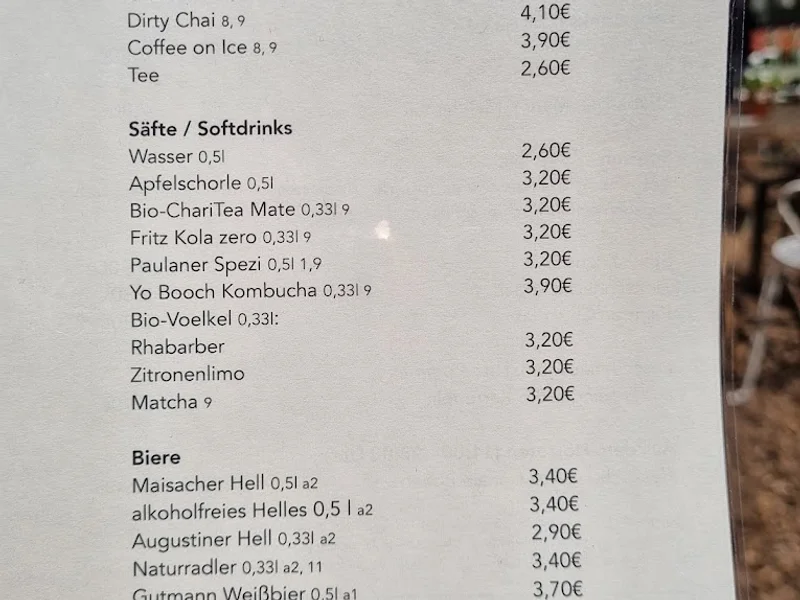 Dirty Chai 8, 9 4,10€
Coffee on Ice 8, 9 3,90€
Tee 2,60€
Säfte / Softdrinks
Wasser 0,5l 2,60€
Apfelschorle 0,5l 3,20€
Bio-ChariTea Mate 0,33l 9 3,20€
Fritz Kola zero 0,33l 9 3,20€
Paulaner Spezi 0,5l 1,9 3,20€
Yo Booch Kombucha 0,33l 9 3,90€
Bio-Voelkel 0,33l:
Rhabarber 3,20€
Zitronenlimo 3,20€
Matcha 9 3,20€
Biere
Maisacher Hell 0,5l a2 3,40€
alkoholfreies Helles 0,5 l a2 3,40€
Augustiner Hell 0,33l a2 2,90€
Naturradler 0,33l a2, 11 3,40€
Gutmann Weißbier 0,5l a1 3,70€